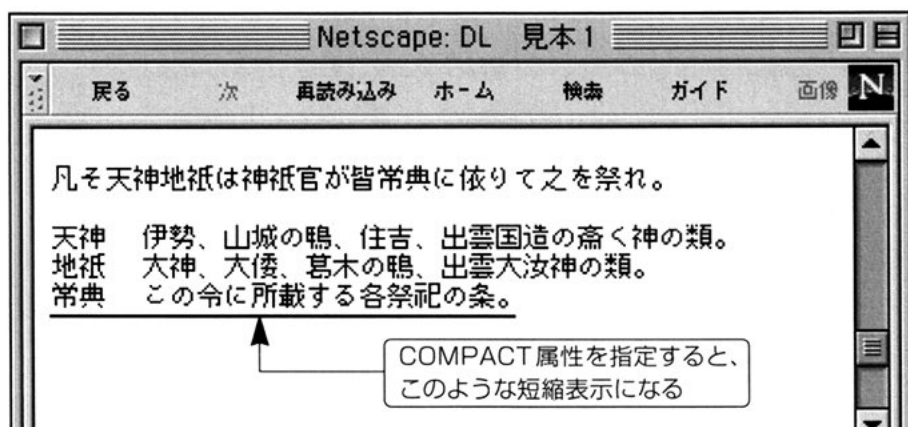 Netscape: DL 見本1
戻る 次 再読み込み ホーム 検索 ガイド 画像 N
凡そ天神地祇は神祇官が皆常典に依りて之を祭れ。
天神 伊勢、山城の鴨、住吉、出雲国造の斎く神の類。
地祇 大神、大倭、葛木の鴨、出雲大汝神の類。
常典 この令に所載する各祭祀の条。
COMPACT属性を指定すると、
このような短縮表示になる